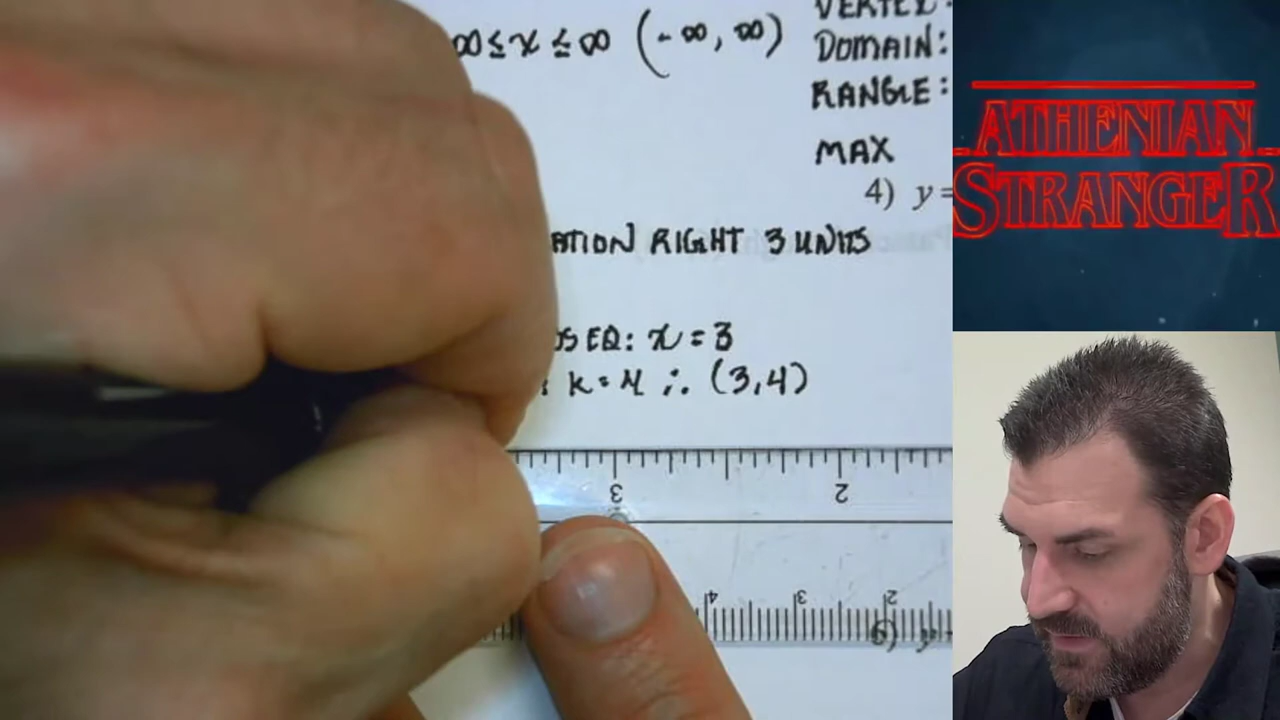 ∞ ≤ x ≤ ∞ (-∞, ∞)
VERTEX:
DOMAIN:
RANGE:
MAX
4) y =
ATION RIGHT 3 UNITS
OS EQ: x = 3
K = 4 ∴ (3,4)
3 2
4 3 2
ATHENIAN
STRANGER